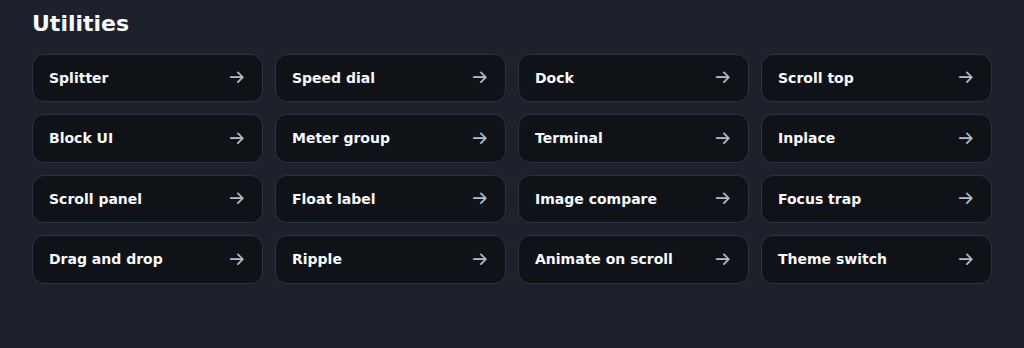 Utilities
Splitter → Speed dial → Dock → Scroll top →
Block UI → Meter group → Terminal → Inplace →
Scroll panel → Float label → Image compare → Focus trap →
Drag and drop → Ripple → Animate on scroll → Theme switch →